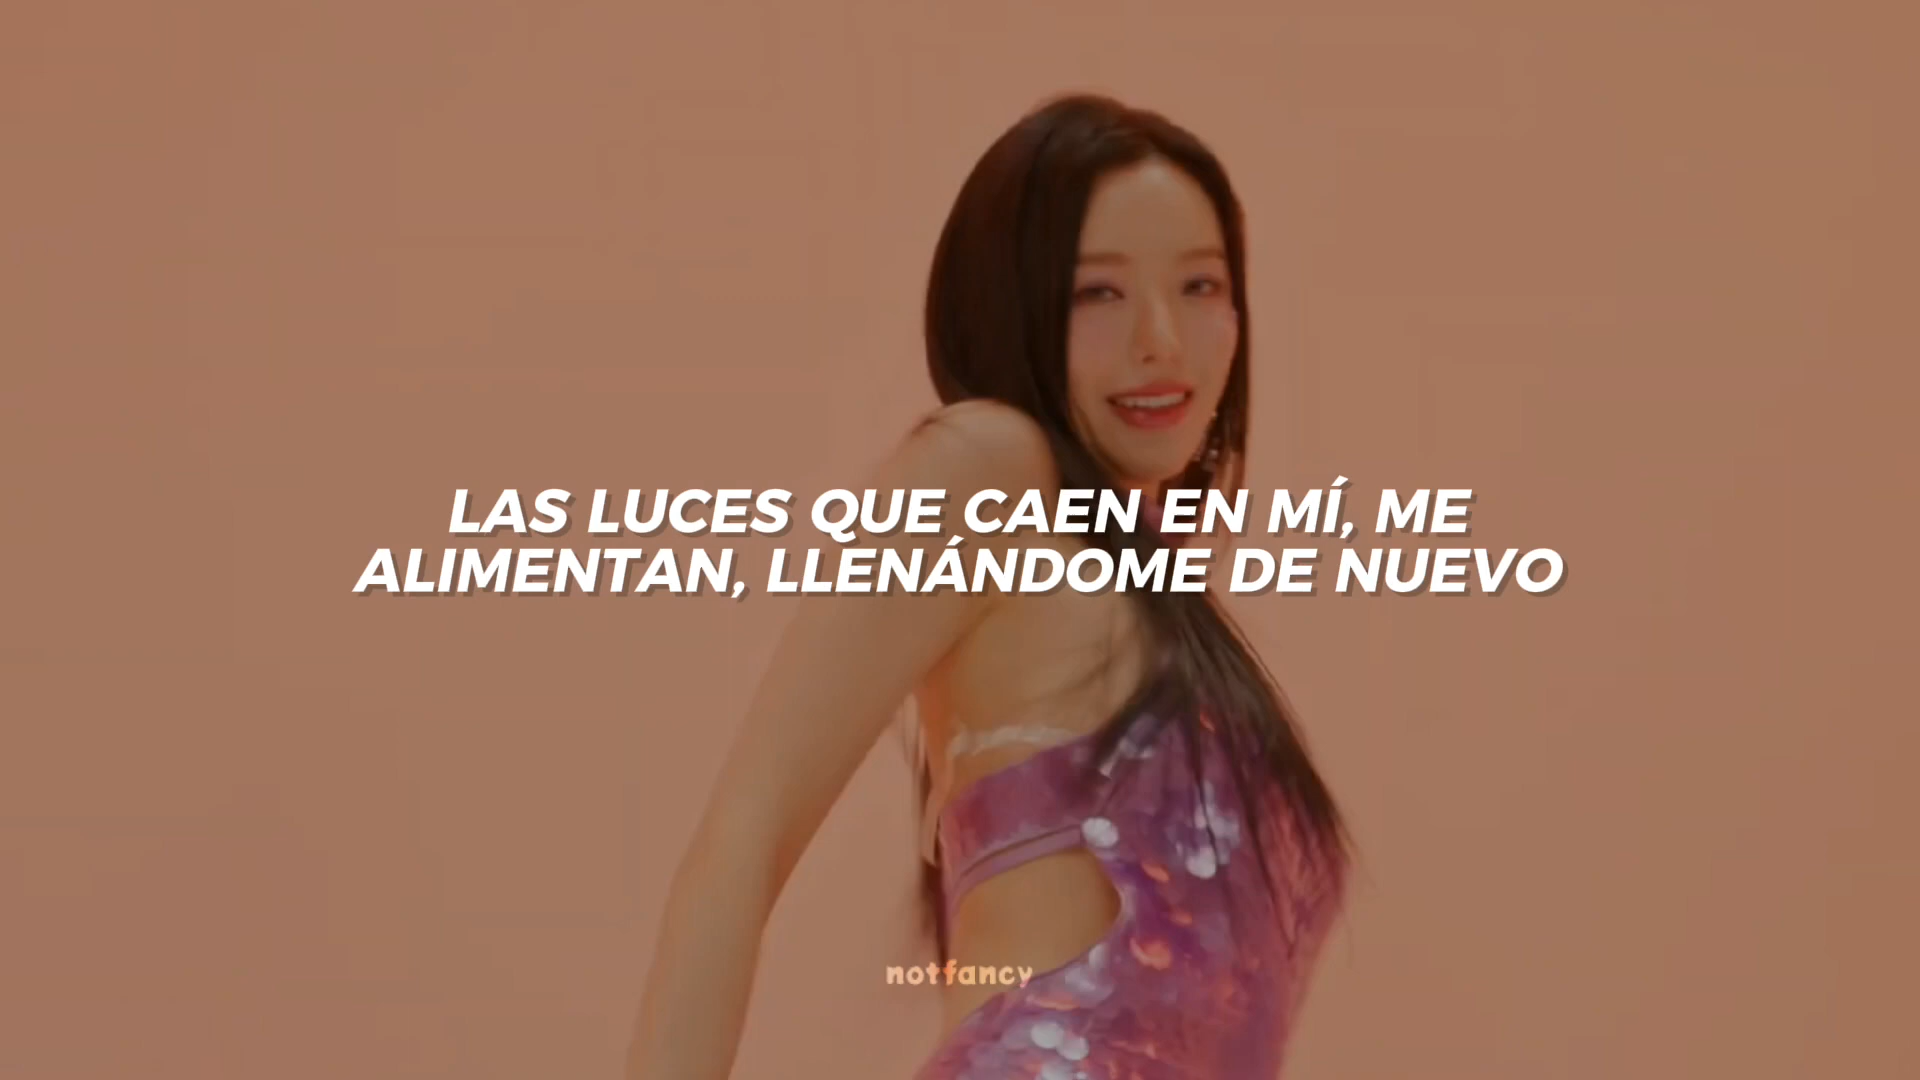 LAS LUCES QUE CAEN EN MÍ, ME
ALIMENTAN, LLENÁNDOME DE NUEVO
notfancy